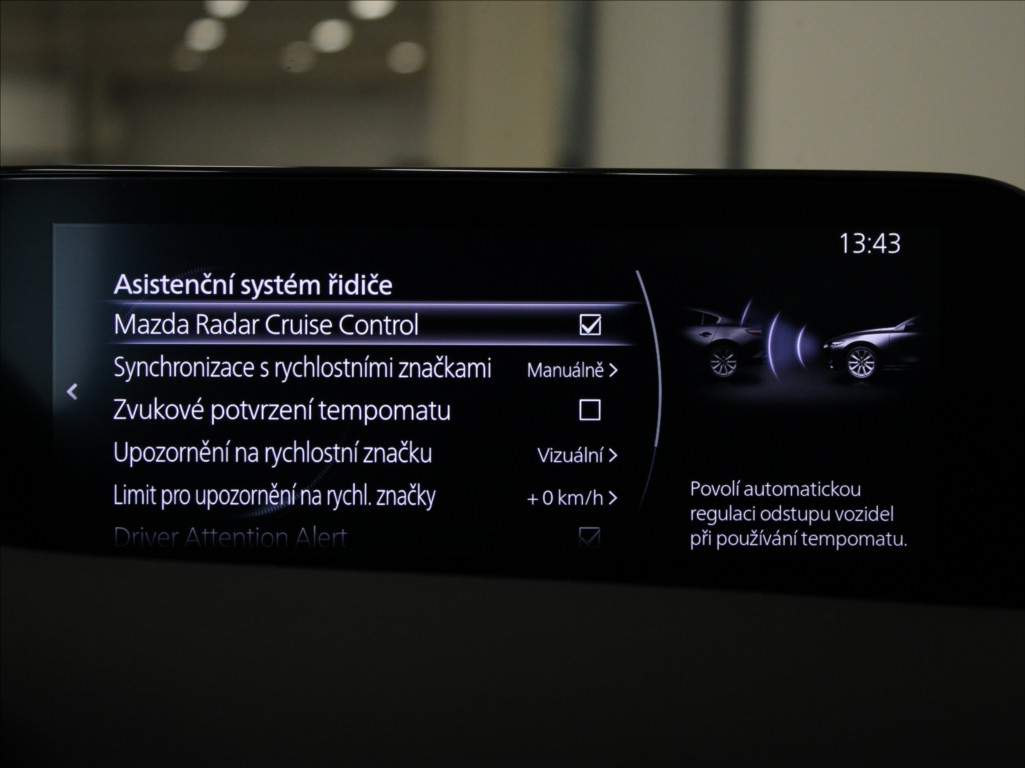 13:43
Asistenční systém řidiče
Mazda Radar Cruise Control
Synchronizace s rychlostními značkami Manuálně >
Zvukové potvrzení tempomatu
Upozornění na rychlostní značku Vizuální >
Limit pro upozornění na rychl. značky + 0 km/h >
Driver Attention Alert
Povolí automatickou
regulaci odstupu vozidel
při používání tempomatu.